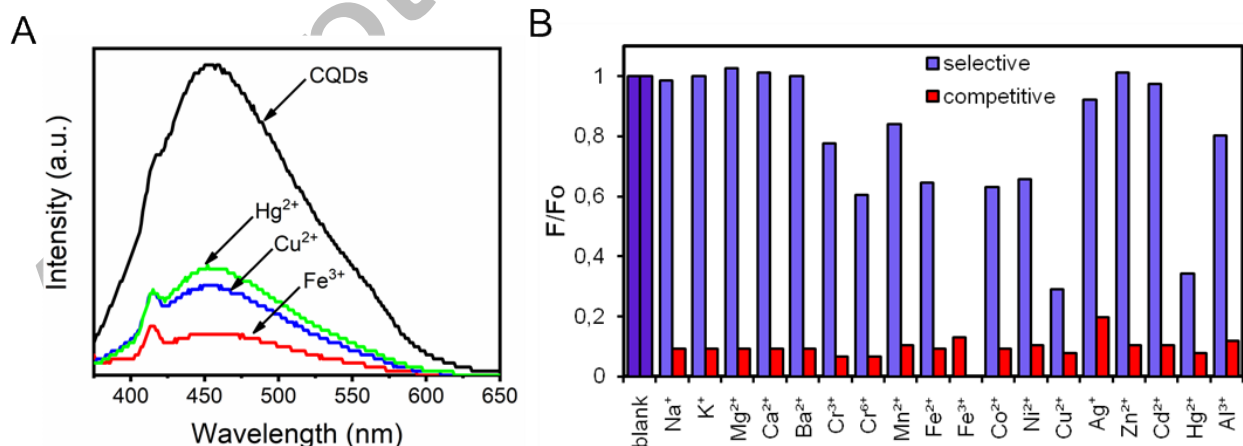 A
Intensity (a.u.)
CQDs
Hg²⁺
Cu²⁺
Fe³⁺
400 450 500 550 600 650
Wavelength (nm)
B
F/Fo
1
0,8
0,6
0,4
0,2
0
selective
competitive
blank
Na⁺
K⁺
Mg²⁺
Ca²⁺
Ba²⁺
Cr³⁺
Cr⁶⁺
Mn²⁺
Fe²⁺
Fe³⁺
Co²⁺
Ni²⁺
Cu²⁺
Ag⁺
Zn²⁺
Cd²⁺
Hg²⁺
Al³⁺